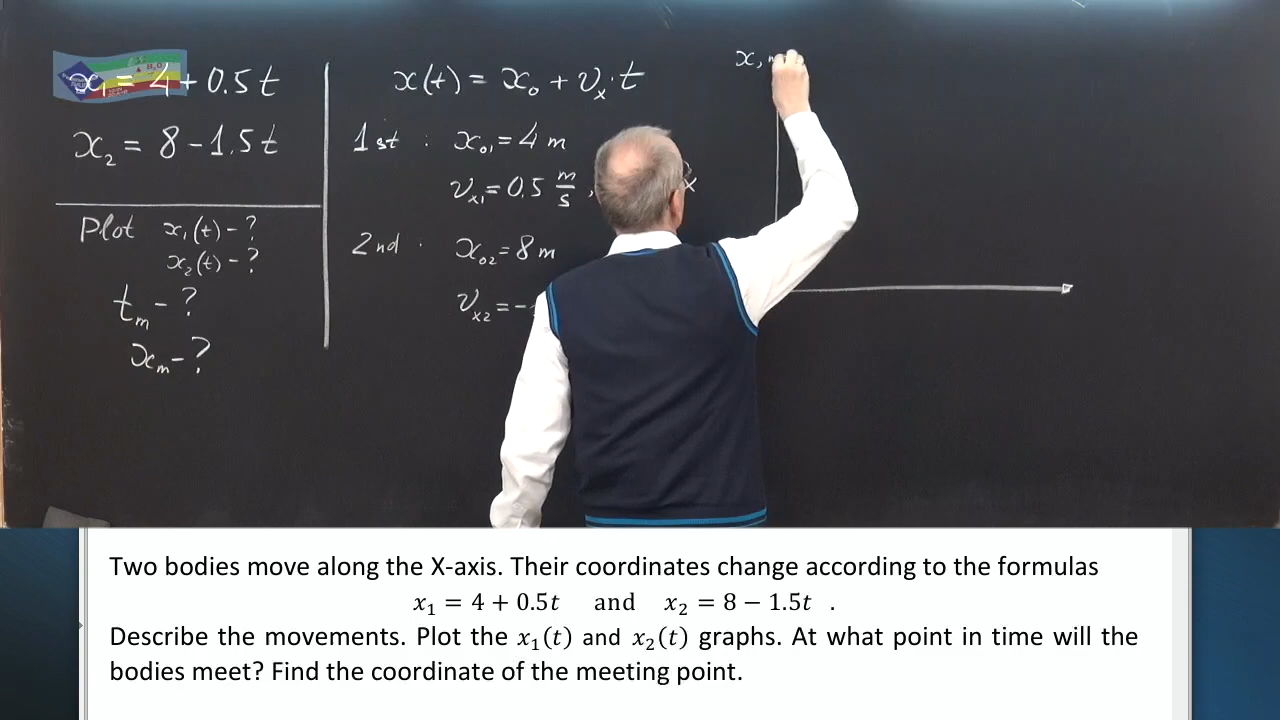 x₁ = 4 + 0.5 t
x₂ = 8 - 1.5 t
Plot x₁(t) - ?
x₂(t) - ?
tₘ - ?
xₘ - ?
x(t) = x₀ + vₓ · t
1st : x₀₁ = 4 m
vₓ₁ = 0.5 m/s ,
2nd . x₀₂ = 8 m
vₓ₂ = -
x,
Two bodies move along the X-axis. Their coordinates change according to the formulas
x₁ = 4 + 0.5t and x₂ = 8 − 1.5t .
Describe the movements. Plot the x₁(t) and x₂(t) graphs. At what point in time will the
bodies meet? Find the coordinate of the meeting point.